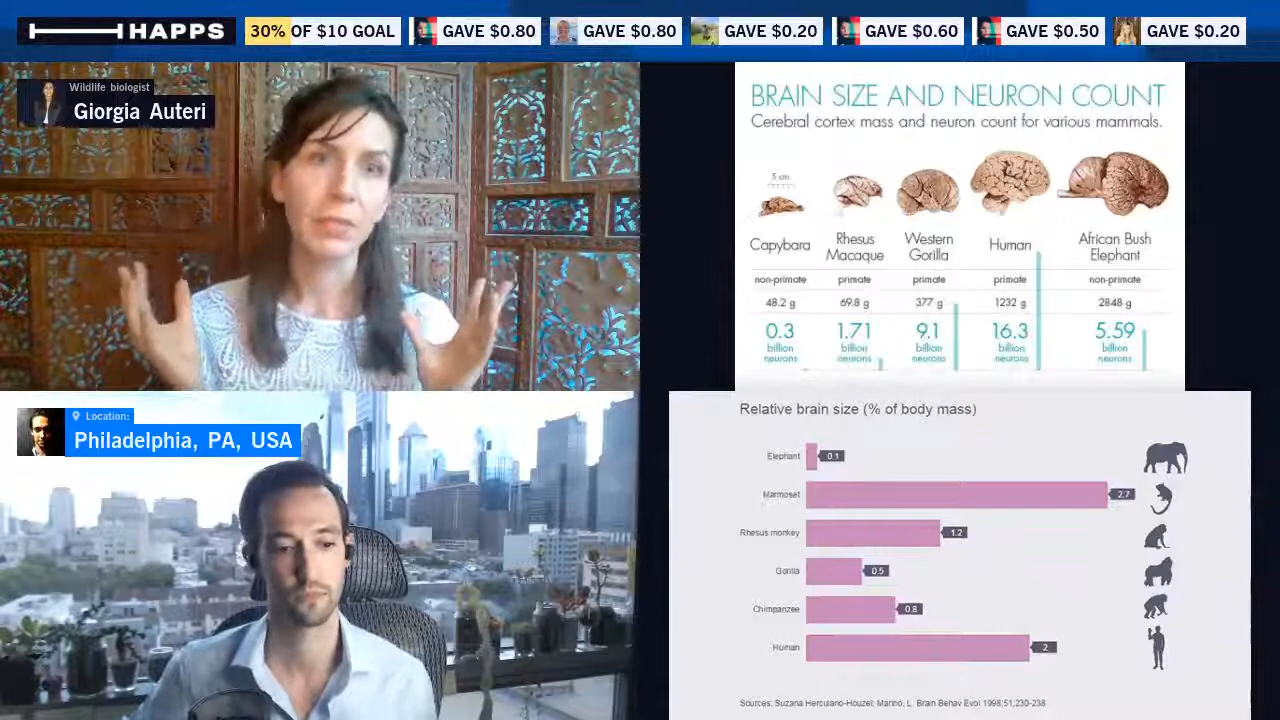 HAPPS
30% OF $10 GOAL
GAVE $0.80
GAVE $0.80
GAVE $0.20
GAVE $0.60
GAVE $0.50
GAVE $0.20
Wildlife biologist
Giorgia Auteri
BRAIN SIZE AND NEURON COUNT
Cerebral cortex mass and neuron count for various mammals.
5 cm
Capybara
Rhesus Macaque
Western Gorilla
Human
African Bush Elephant
non-primate
primate
primate
primate
non-primate
48.2 g
69.8 g
377 g
1232 g
2848 g
0.3 billion neurons
1.71 billion neurons
9.1 billion neurons
16.3 billion neurons
5.59 billion neurons
Location:
Philadelphia, PA, USA
Relative brain size (% of body mass)
Elephant 0.1
Marmoset 2.7
Rhesus monkey 1.2
Gorilla 0.5
Chimpanzee 0.8
Human 2
Sources: Suzana Herculano-Houzel; Marino, L. Brain Behav Evol 1998;51;230-238